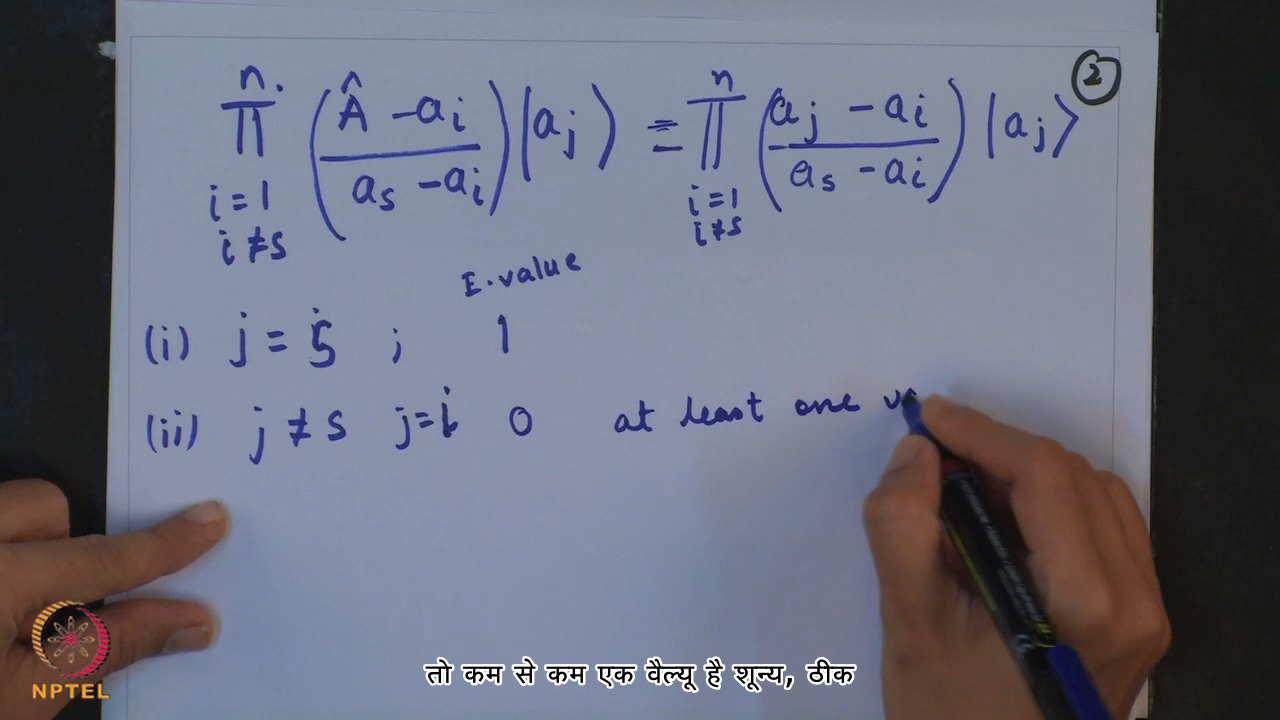 n. n ②
∏ ( Â - aᵢ / aₛ - aᵢ ) |aⱼ⟩ = ∏ ( aⱼ - aᵢ / aₛ - aᵢ ) |aⱼ⟩
i = 1 i = 1
i ≠ s i ≠ s
E.value
(i) j = s ; 1
(ii) j ≠ s j = i 0 at least one
NPTEL
तो कम से कम एक वैल्यू है शून्य, ठीक